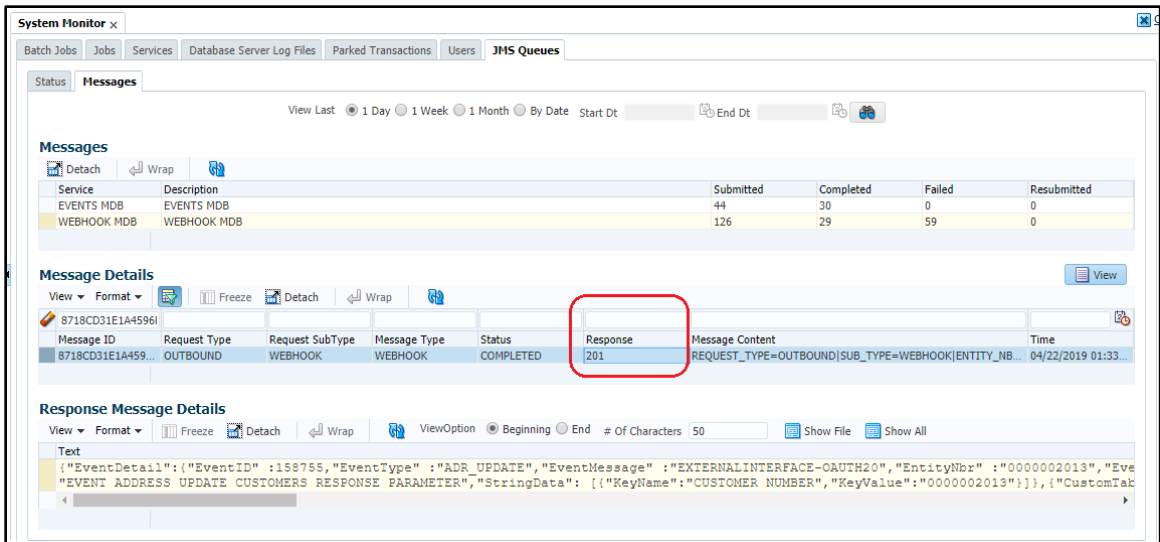 System Monitor ×
Batch Jobs Jobs Services Database Server Log Files Parked Transactions Users JMS Queues
Status Messages
View Last 1 Day 1 Week 1 Month By Date Start Dt End Dt
Messages
Detach Wrap
Service Description Submitted Completed Failed Resubmitted
EVENTS MDB EVENTS MDB 44 30 0 0
WEBHOOK MDB WEBHOOK MDB 126 29 59 0
Message Details View
View Format Freeze Detach Wrap
8718CD31E1A4596
Message ID Request Type Request SubType Message Type Status Response Message Content Time
8718CD31E1A459... OUTBOUND WEBHOOK WEBHOOK COMPLETED 201 REQUEST_TYPE=OUTBOUND|SUB_TYPE=WEBHOOK|ENTITY_NB... 04/22/2019 01:33...
Response Message Details
View Format Freeze Detach Wrap ViewOption Beginning End # Of Characters 50 Show File Show All
Text
{"EventDetail":{"EventID" :158755,"EventType" :"ADR_UPDATE","EventMessage" :"EXTERNALINTERFACE-OAUTH20","EntityNbr" :"0000002013","Eve
"EVENT ADDRESS UPDATE CUSTOMERS RESPONSE PARAMETER","StringData": [{"KeyName":"CUSTOMER NUMBER","KeyValue":"0000002013"}]},{"CustomTab